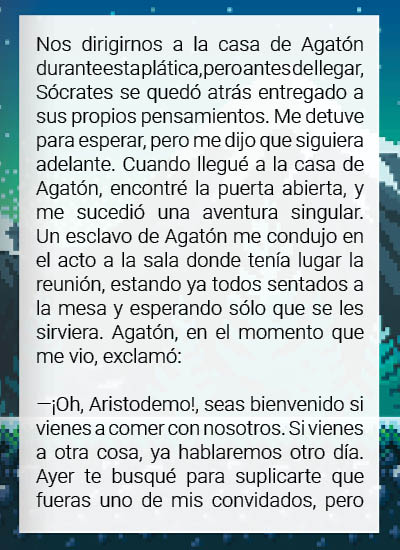 Nos dirigirnos a la casa de Agatón
durante esta plática, pero antes de llegar,
Sócrates se quedó atrás entregado a
sus propios pensamientos. Me detuve
para esperar, pero me dijo que siguiera
adelante. Cuando llegué a la casa de
Agatón, encontré la puerta abierta, y
me sucedió una aventura singular.
Un esclavo de Agatón me condujo en
el acto a la sala donde tenía lugar la
reunión, estando ya todos sentados a
la mesa y esperando sólo que se les
sirviera. Agatón, en el momento que
me vio, exclamó:
—¡Oh, Aristodemo!, seas bienvenido si
vienes a comer con nosotros. Si vienes
a otra cosa, ya hablaremos otro día.
Ayer te busqué para suplicarte que
fueras uno de mis convidados, pero